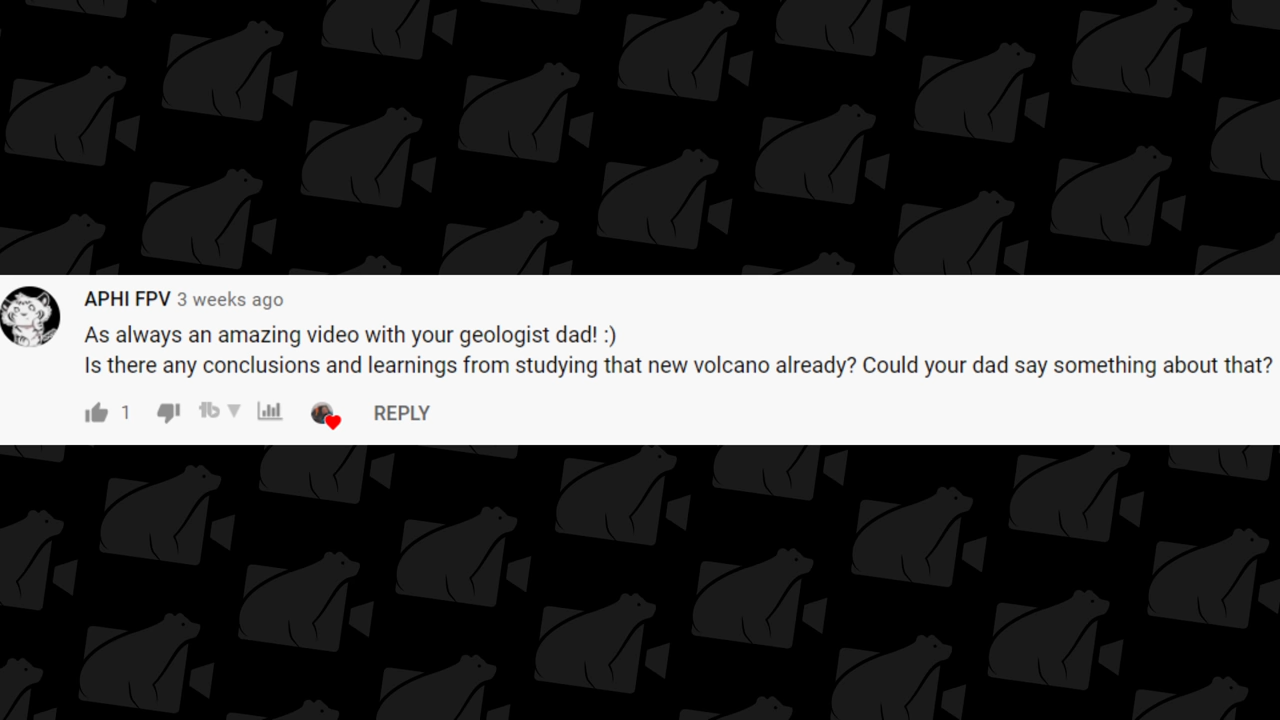 APHI FPV 3 weeks ago
As always an amazing video with your geologist dad! :)
Is there any conclusions and learnings from studying that new volcano already? Could your dad say something about that?
1 tb REPLY